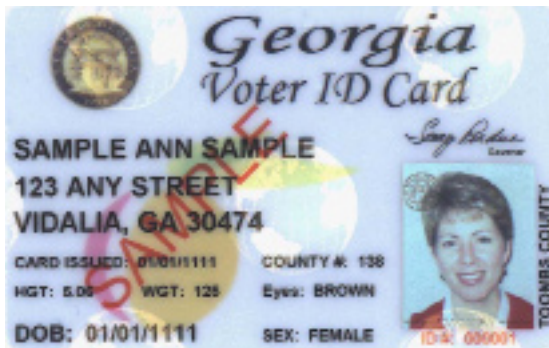 Georgia
Voter ID Card
SAMPLE ANN SAMPLE
123 ANY STREET
VIDALIA, GA 30474
CARD ISSUED: 01/01/1111 COUNTY #: 138
HGT: 5.06 WGT: 125 Eyes: BROWN
DOB: 01/01/1111 SEX: FEMALE
SAMPLE
Governor
TOOMBS COUNTY
ID #: 000001